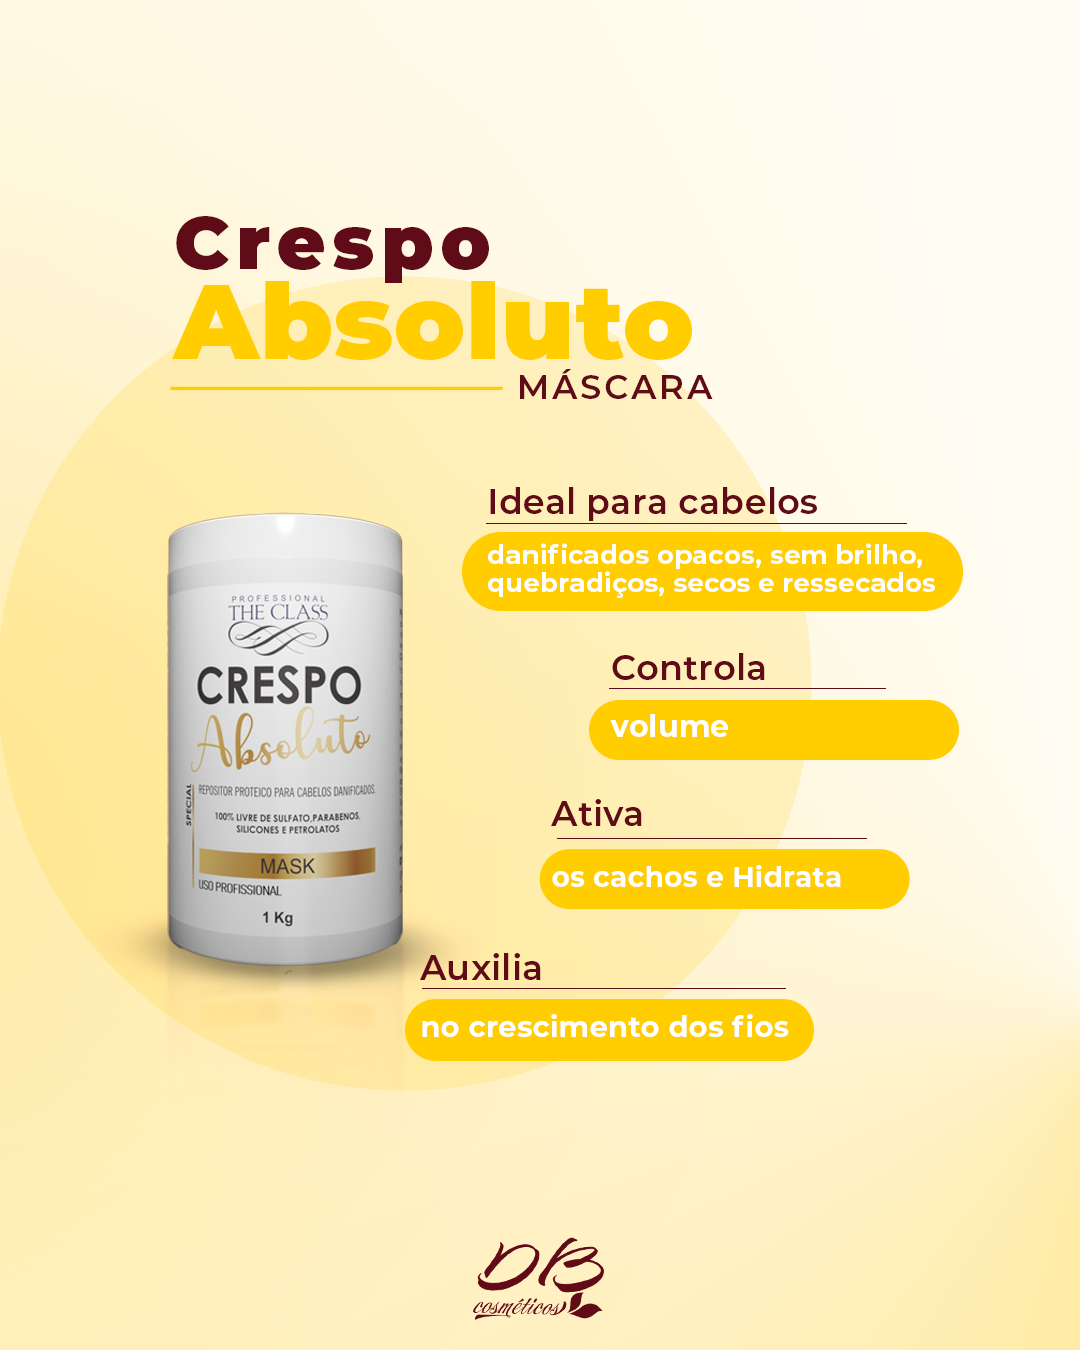 Crespo
Absoluto
MÁSCARA
Ideal para cabelos
danificados opacos, sem brilho,
quebradiços, secos e ressecados
PROFESSIONAL
THE CLASS
CRESPO
Absoluto
SPECIAL
REPOSITOR PROTEICO PARA CABELOS DANIFICADOS.
100% LIVRE DE SULFATO,PARABENOS,
SILICONES E PETROLATOS
MASK
USO PROFISSIONAL
1 Kg
Controla
volume
Ativa
os cachos e Hidrata
Auxilia
no crescimento dos fios
DB
cosméticos